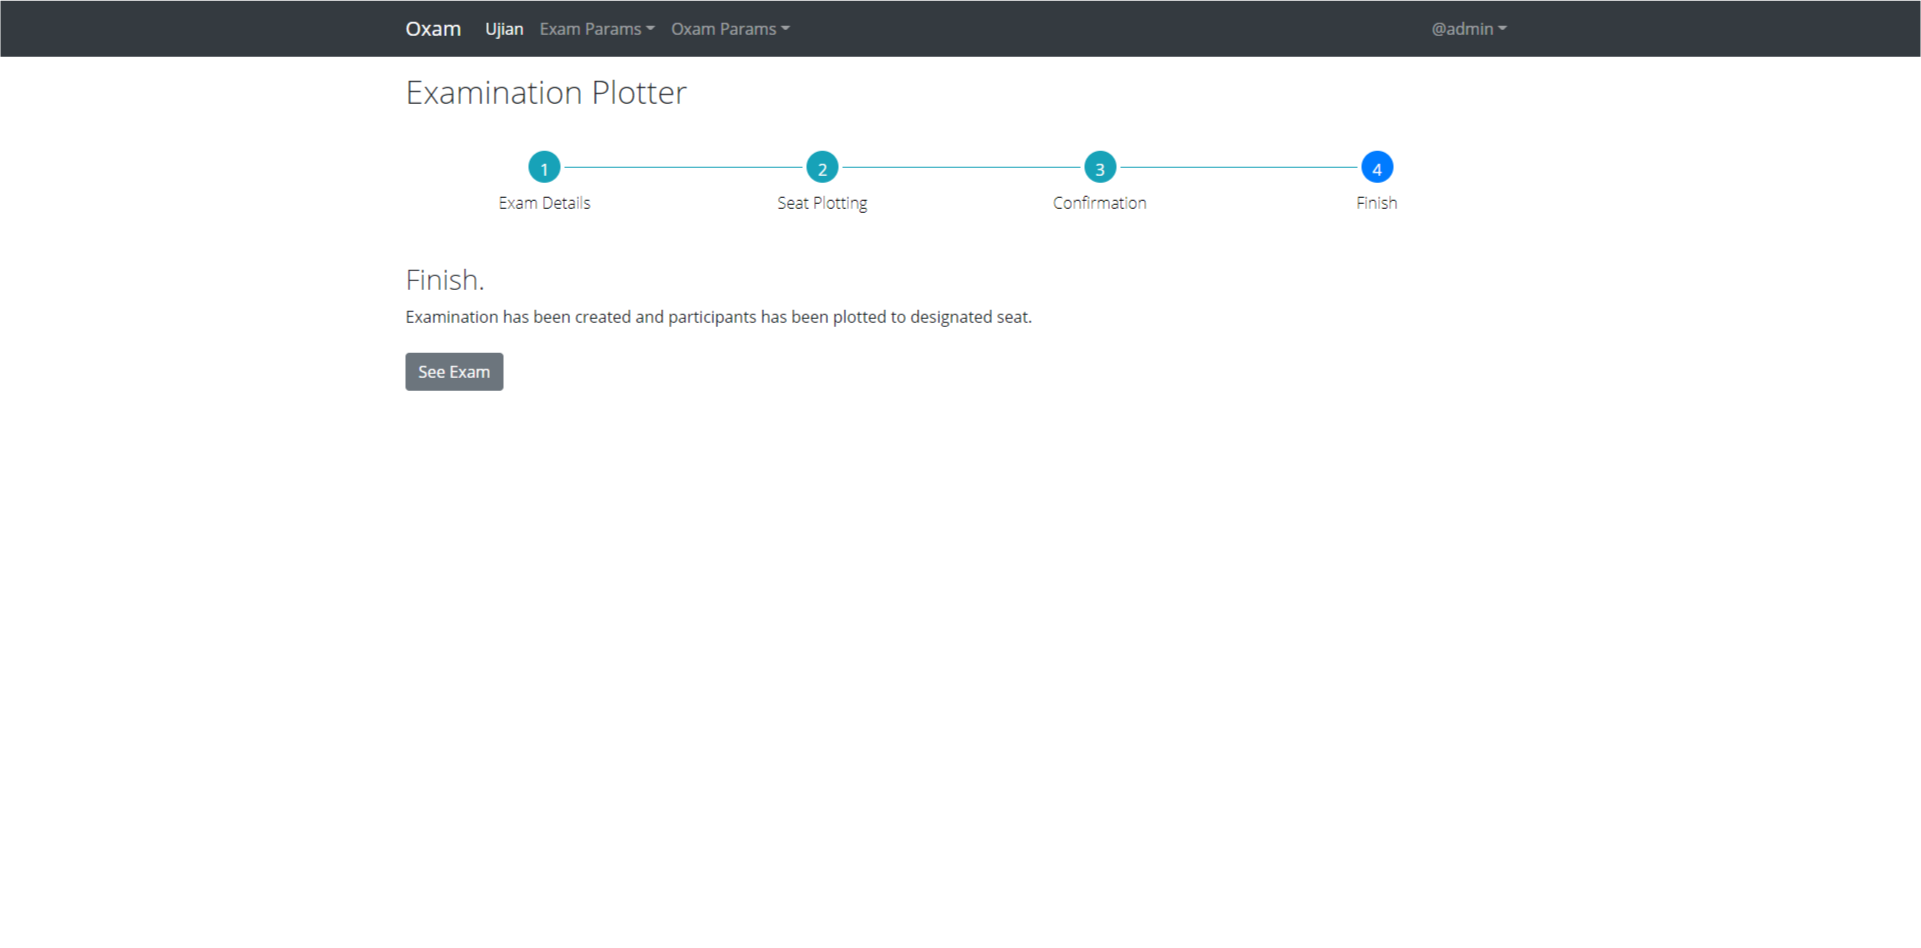 Oxam Ujian Exam Params Oxam Params @admin
Examination Plotter
1 2 3 4
Exam Details Seat Plotting Confirmation Finish
Finish.
Examination has been created and participants has been plotted to designated seat.
See Exam